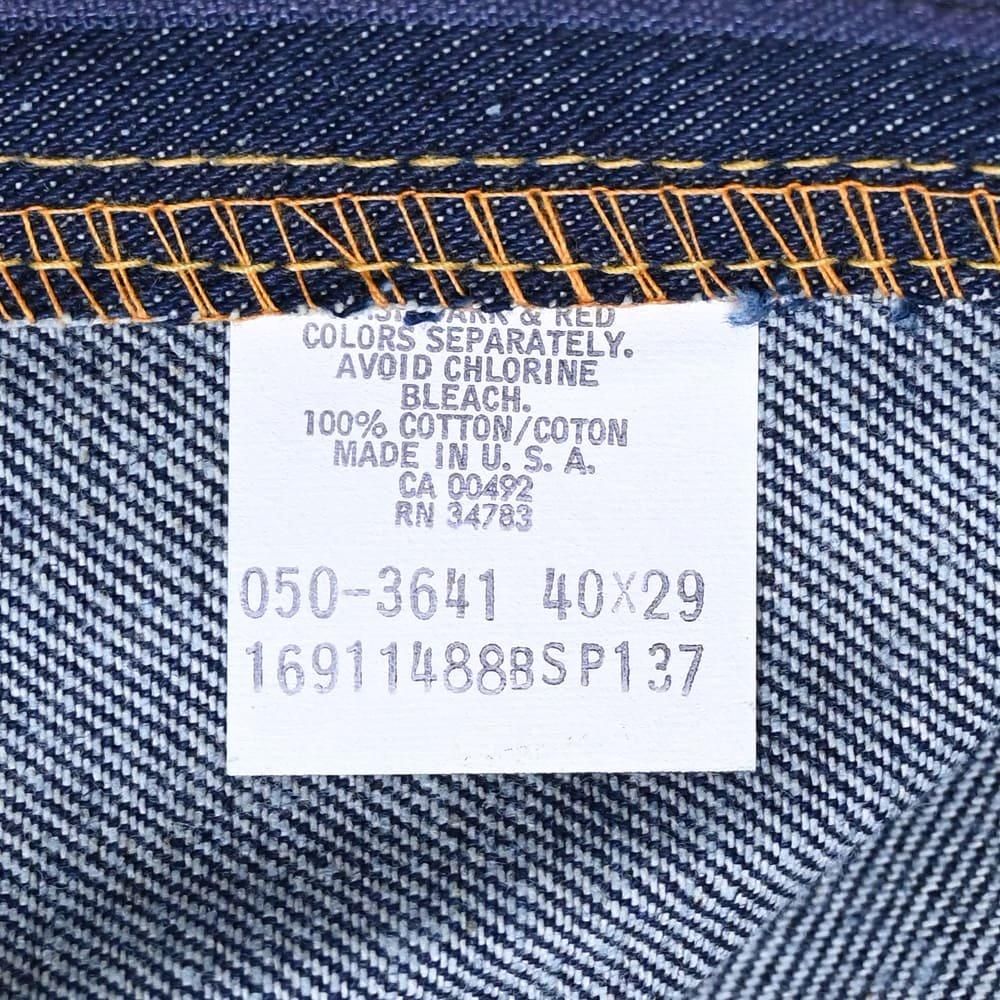 & RED
COLORS SEPARATELY.
AVOID CHLORINE
BLEACH.
100% COTTON/COTON
MADE IN U. S. A.
CA 00492
RN 34783
050-3641 40X29
16911488BSP137